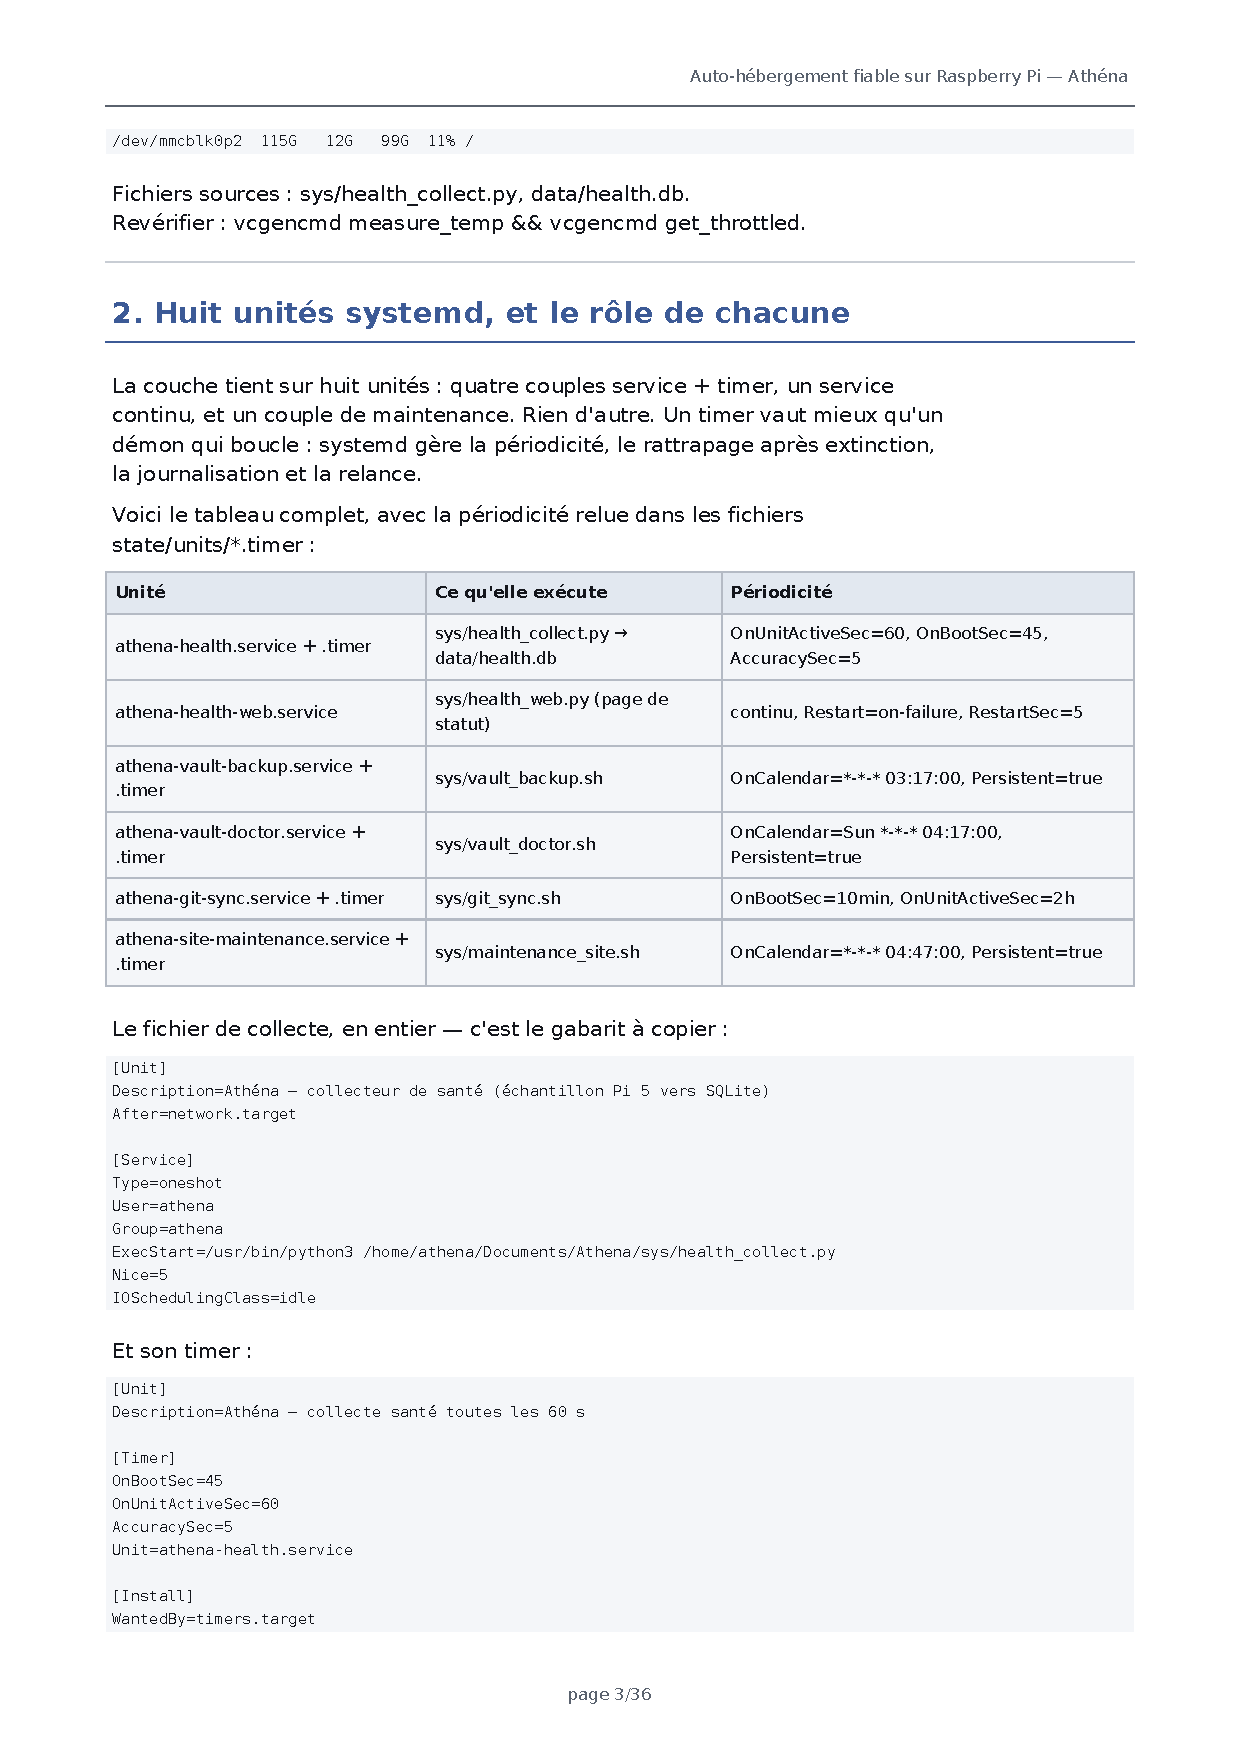 Auto-hébergement fiable sur Raspberry Pi — Athéna
/dev/mmcblk0p2  115G   12G   99G  11% /
Fichiers sources : sys/health_collect.py, data/health.db.
Revérifier : vcgencmd measure_temp && vcgencmd get_throttled.
2. Huit unités systemd, et le rôle de chacune
La couche tient sur huit unités : quatre couples service + timer, un service
continu, et un couple de maintenance. Rien d'autre. Un timer vaut mieux qu'un
démon qui boucle : systemd gère la périodicité, le rattrapage après extinction,
la journalisation et la relance.
Voici le tableau complet, avec la périodicité relue dans les fichiers
state/units/*.timer :
Unité | Ce qu'elle exécute | Périodicité
athena-health.service + .timer | sys/health_collect.py → data/health.db | OnUnitActiveSec=60, OnBootSec=45, AccuracySec=5
athena-health-web.service | sys/health_web.py (page de statut) | continu, Restart=on-failure, RestartSec=5
athena-vault-backup.service + .timer | sys/vault_backup.sh | OnCalendar=*-*-* 03:17:00, Persistent=true
athena-vault-doctor.service + .timer | sys/vault_doctor.sh | OnCalendar=Sun *-*-* 04:17:00, Persistent=true
athena-git-sync.service + .timer | sys/git_sync.sh | OnBootSec=10min, OnUnitActiveSec=2h
athena-site-maintenance.service + .timer | sys/maintenance_site.sh | OnCalendar=*-*-* 04:47:00, Persistent=true
Le fichier de collecte, en entier — c'est le gabarit à copier :
[Unit]
Description=Athéna — collecteur de santé (échantillon Pi 5 vers SQLite)
After=network.target
[Service]
Type=oneshot
User=athena
Group=athena
ExecStart=/usr/bin/python3 /home/athena/Documents/Athena/sys/health_collect.py
Nice=5
IOSchedulingClass=idle
Et son timer :
[Unit]
Description=Athéna — collecte santé toutes les 60 s
[Timer]
OnBootSec=45
OnUnitActiveSec=60
AccuracySec=5
Unit=athena-health.service
[Install]
WantedBy=timers.target
page 3/36